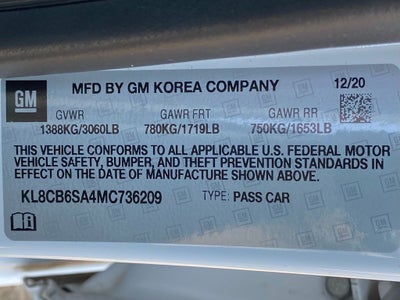 GM
MFD BY GM KOREA COMPANY 12/20
GVWR GAWR FRT GAWR RR
1388KG/3060LB 780KG/1719LB 750KG/1653LB
THIS VEHICLE CONFORMS TO ALL APPLICABLE U.S. FEDERAL MOTOR
VEHICLE SAFETY, BUMPER, AND THEFT PREVENTION STANDARDS IN
EFFECT ON THE DATE OF MANUFACTURE SHOWN ABOVE.
KL8CB6SA4MC736209 TYPE: PASS CAR